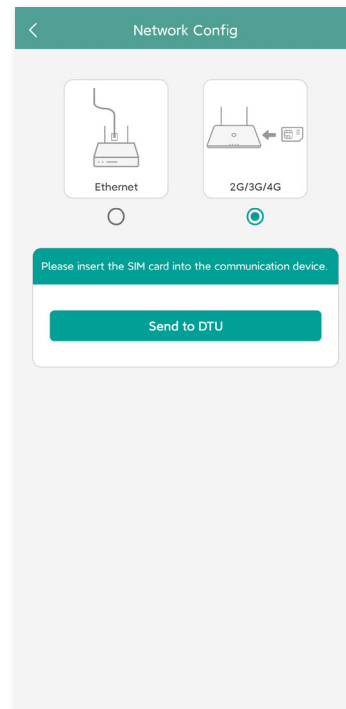 Network Config
Ethernet
2G/3G/4G
Please insert the SIM card into the communication device.
Send to DTU